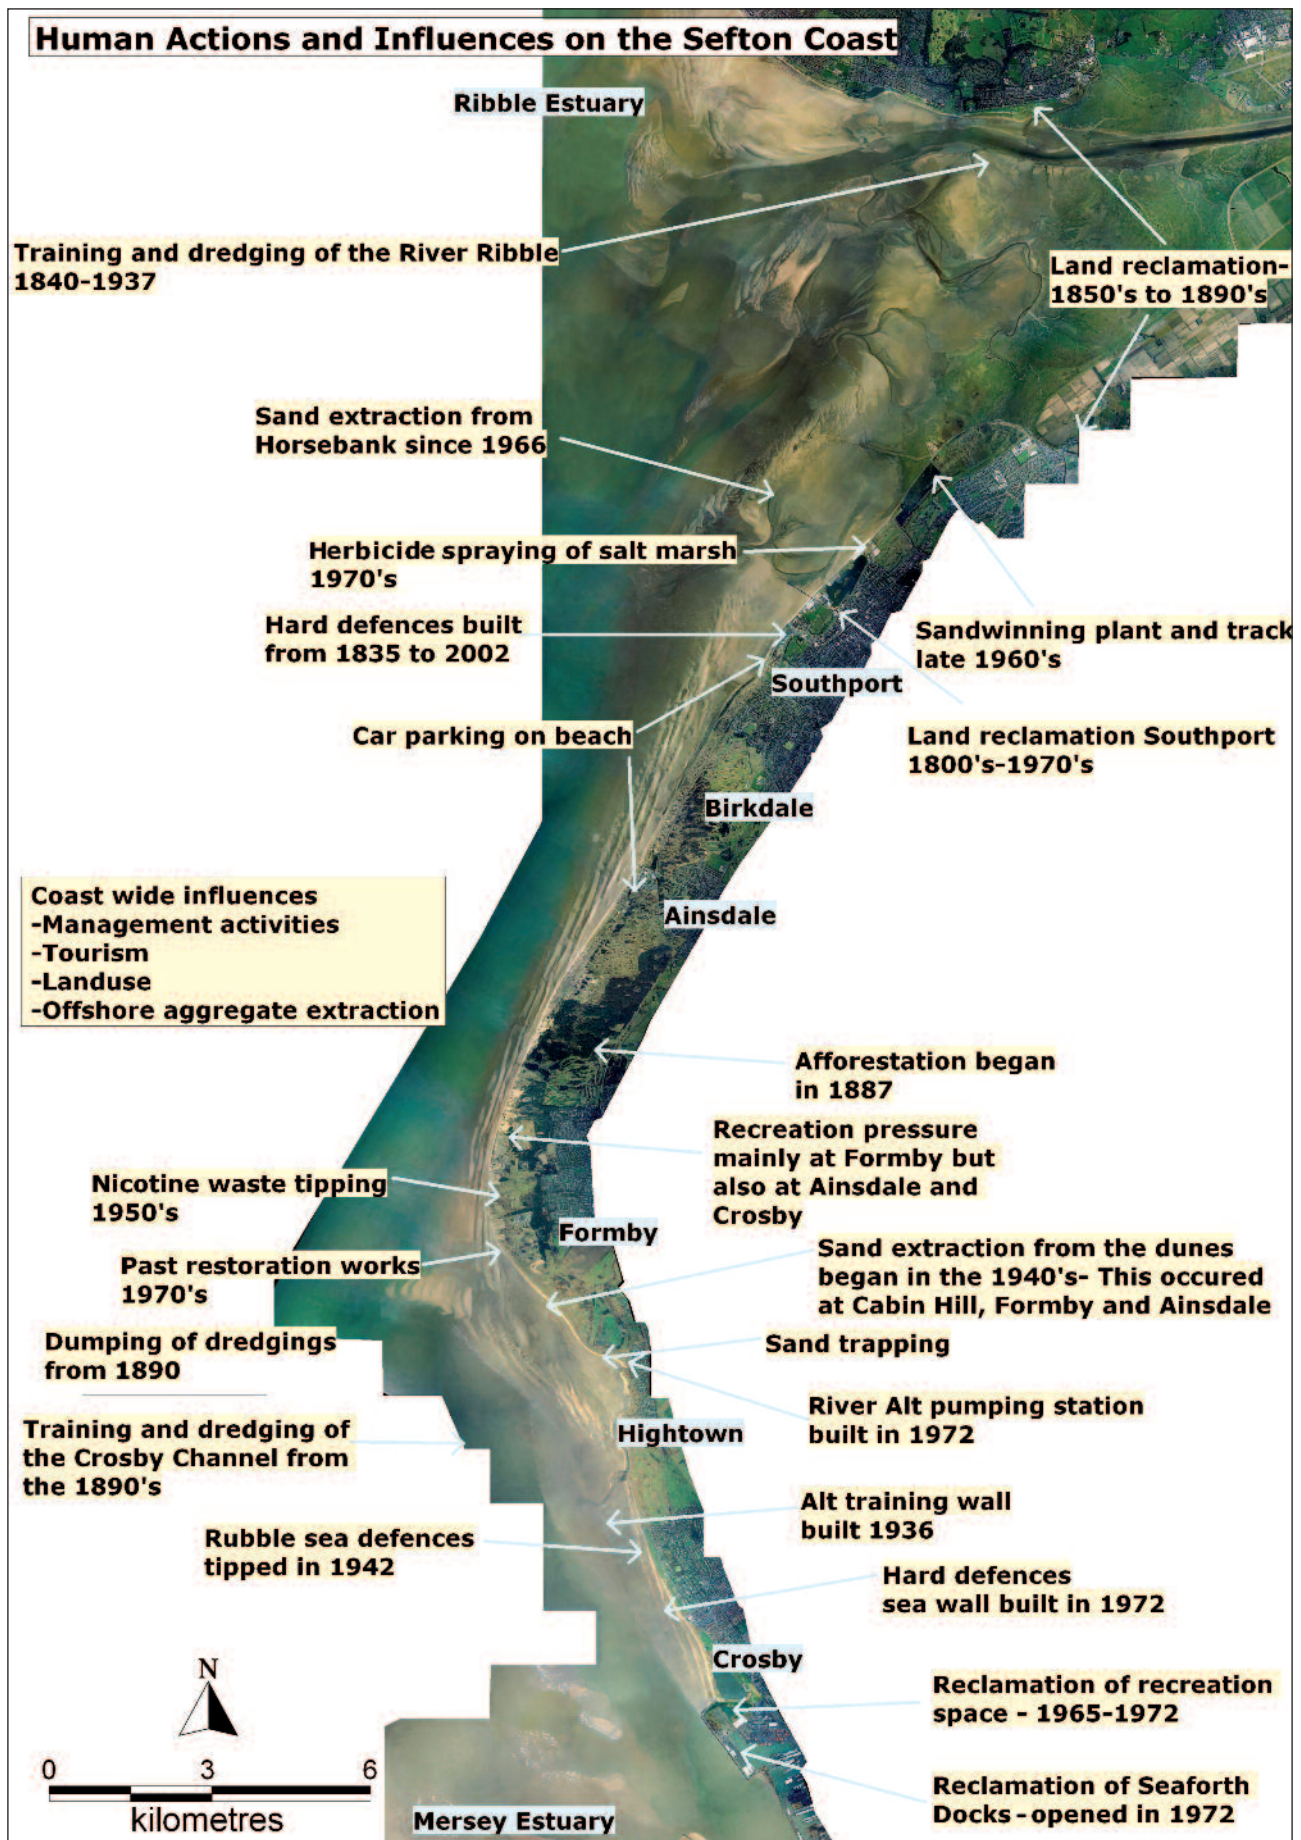 Human Actions and Influences on the Sefton Coast
Ribble Estuary
Training and dredging of the River Ribble
1840-1937
Land reclamation-
1850's to 1890's
Sand extraction from
Horsebank since 1966
Herbicide spraying of salt marsh
1970's
Hard defences built
from 1835 to 2002
Sandwinning plant and track
late 1960's
Southport
Car parking on beach
Land reclamation Southport
1800's-1970's
Birkdale
Coast wide influences
-Management activities
-Tourism
-Landuse
-Offshore aggregate extraction
Ainsdale
Afforestation began
in 1887
Recreation pressure
mainly at Formby but
also at Ainsdale and
Crosby
Nicotine waste tipping
1950's
Formby
Past restoration works
1970's
Sand extraction from the dunes
began in the 1940's- This occured
at Cabin Hill, Formby and Ainsdale
Dumping of dredgings
from 1890
Sand trapping
River Alt pumping station
built in 1972
Training and dredging of
the Crosby Channel from
the 1890's
Hightown
Alt training wall
built 1936
Rubble sea defences
tipped in 1942
Hard defences
sea wall built in 1972
Crosby
Reclamation of recreation
space - 1965-1972
N
0 3 6
kilometres
Reclamation of Seaforth
Docks -opened in 1972
Mersey Estuary